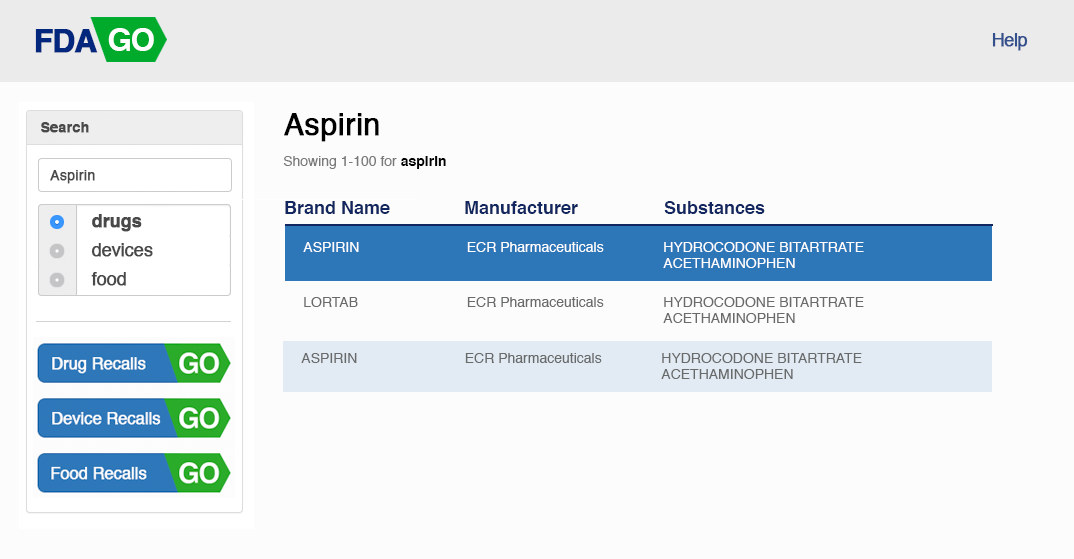 FDA GO
Help
Search
Aspirin
drugs
devices
food
Drug Recalls GO
Device Recalls GO
Food Recalls GO
Aspirin
Showing 1-100 for aspirin
Brand Name Manufacturer Substances
ASPIRIN ECR Pharmaceuticals HYDROCODONE BITARTRATE
ACETHAMINOPHEN
LORTAB ECR Pharmaceuticals HYDROCODONE BITARTRATE
ACETHAMINOPHEN
ASPIRIN ECR Pharmaceuticals HYDROCODONE BITARTRATE
ACETHAMINOPHEN